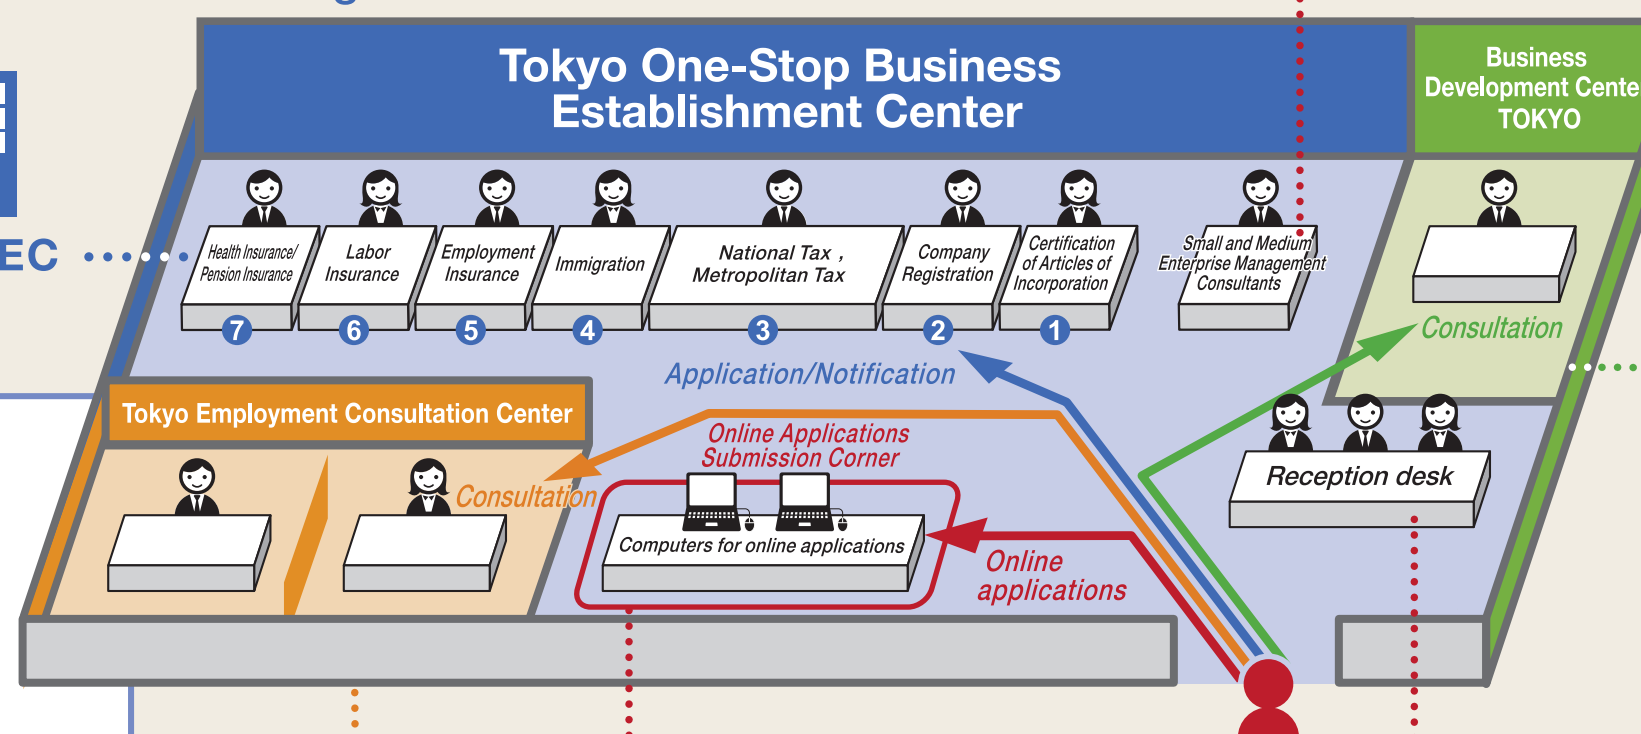 Tokyo One-Stop Business
Establishment Center
Business
Development Cente
TOKYO
EC
Health Insurance/
Pension Insurance
Labor
Insurance
Employment
Insurance
Immigration
National Tax ,
Metropolitan Tax
Company
Registration
Certification
of Articles of
Incorporation
Small and Medium
Enterprise Management
Consultants
7
6
5
4
3
2
1
Consultation
Application/Notification
Tokyo Employment Consultation Center
Online Applications
Submission Corner
Consultation
Reception desk
Computers for online applications
Online
applications